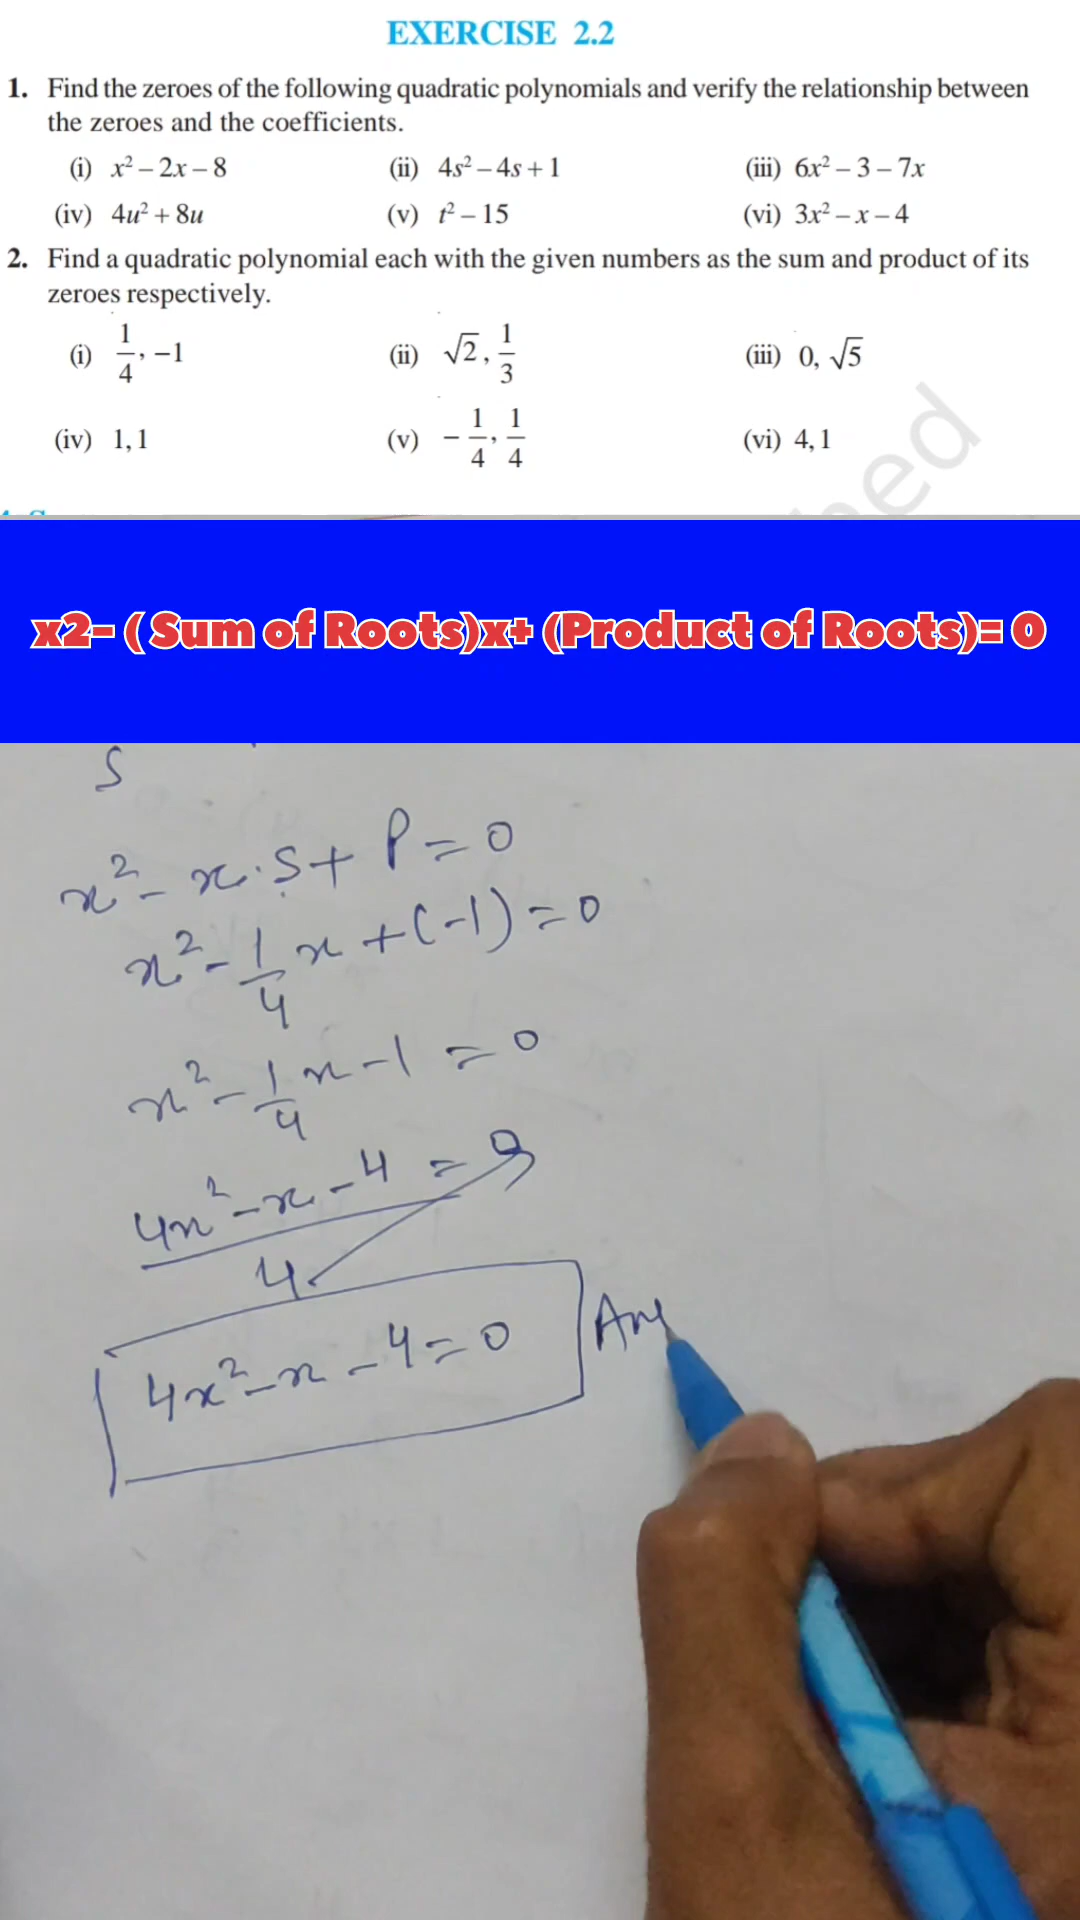 EXERCISE 2.2
1. Find the zeroes of the following quadratic polynomials and verify the relationship between
the zeroes and the coefficients.
(i) x² – 2x – 8 (ii) 4s² – 4s + 1 (iii) 6x² – 3 – 7x
(iv) 4u² + 8u (v) t² – 15 (vi) 3x² – x – 4
2. Find a quadratic polynomial each with the given numbers as the sum and product of its
zeroes respectively.
(i) 1/4, –1 (ii) √2, 1/3 (iii) 0, √5
(iv) 1, 1 (v) –1/4, 1/4 (vi) 4, 1
x2- (Sum of Roots)x+ (Product of Roots)= 0
S
x² - x.S + P = 0
x² - 1/4 x + (-1) = 0
x² - 1/4 x - 1 = 0
4x² - x - 4 = 0
4
4x² - x - 4 = 0 Ans